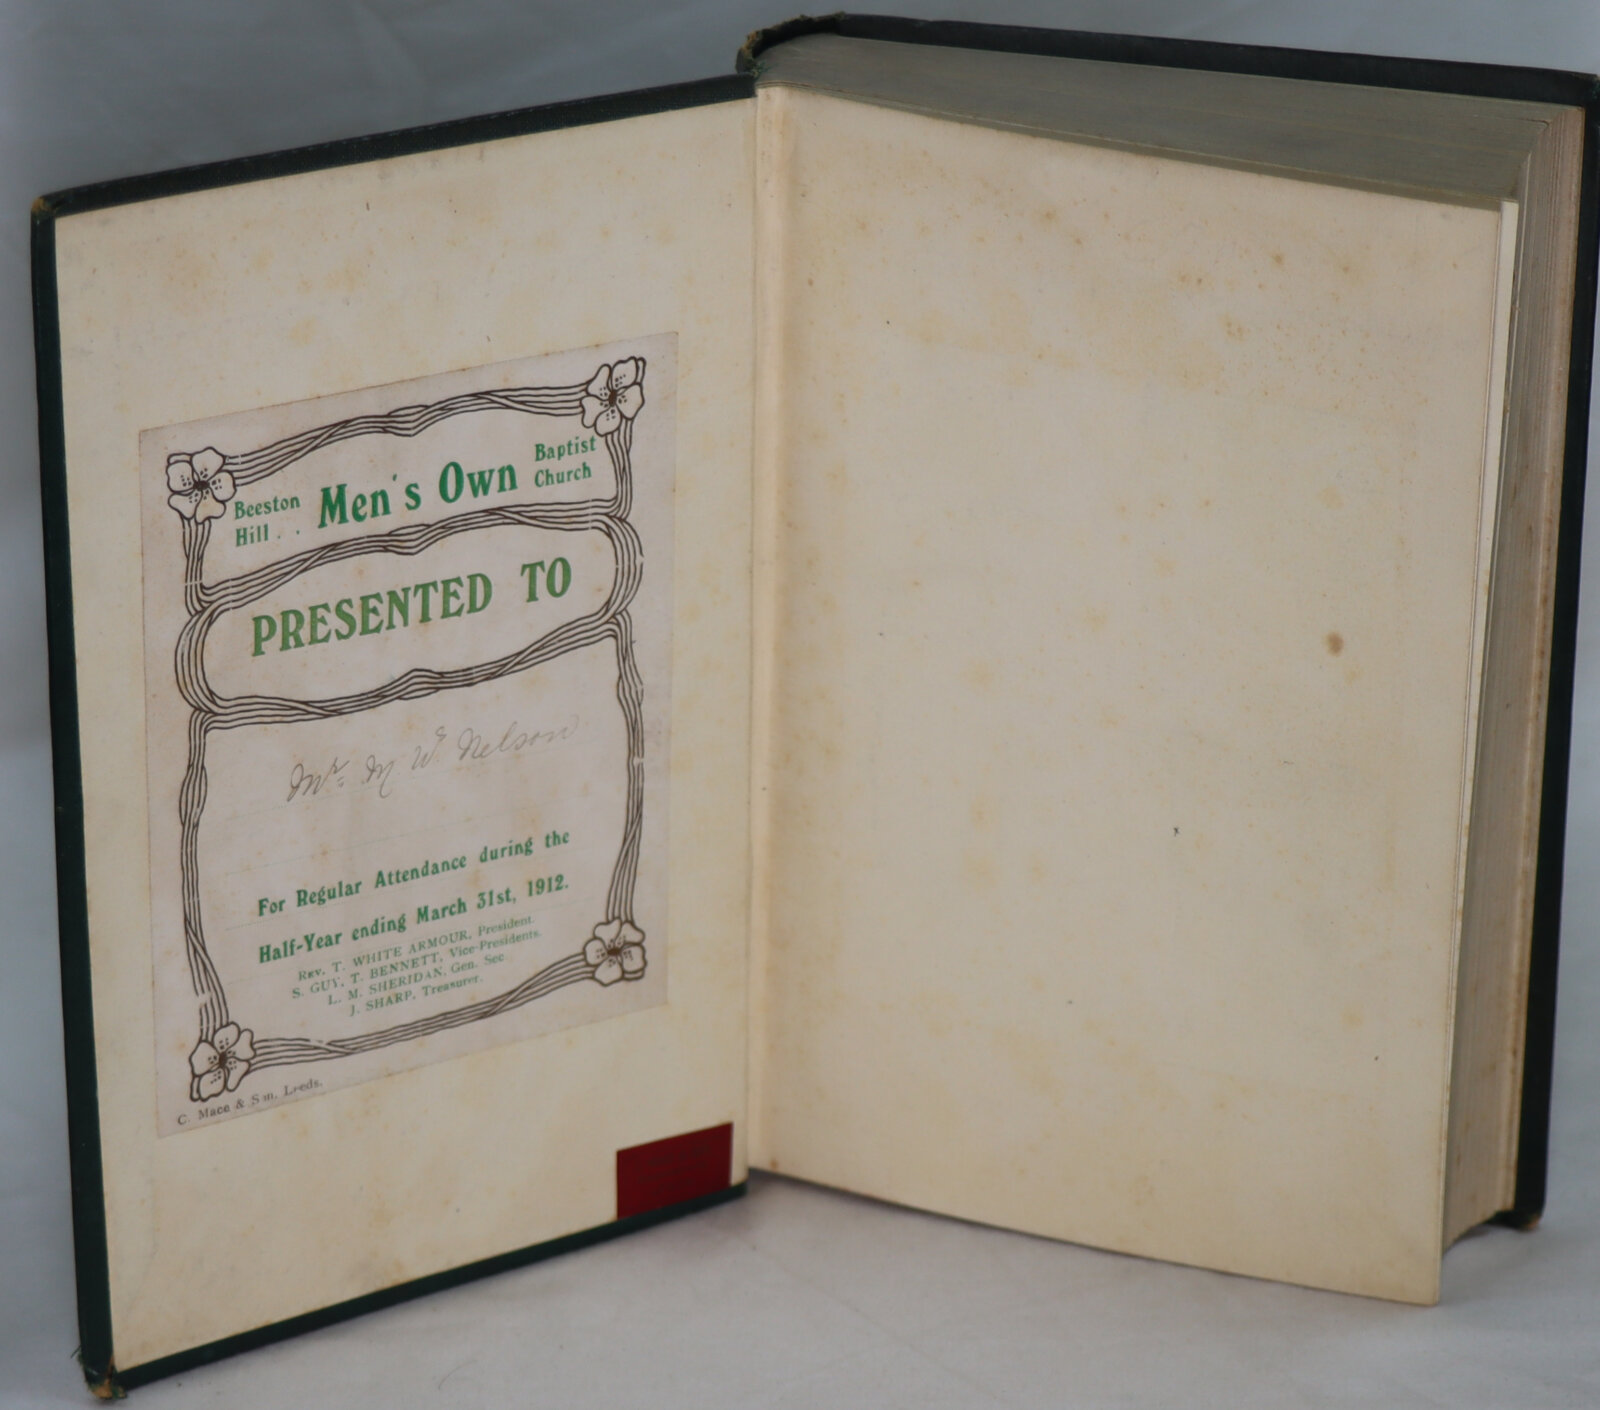 Beeston Hill . . Men's Own Baptist Church
PRESENTED TO
Mr. M. W. Nelson
For Regular Attendance during the
Half-Year ending March 31st, 1912.
Rev. T. WHITE ARMOUR, President.
S. GUY, T. BENNETT, Vice-Presidents.
L. M. SHERIDAN, Gen. Sec
J. SHARP, Treasurer.
C. Mace & Son, Leeds.